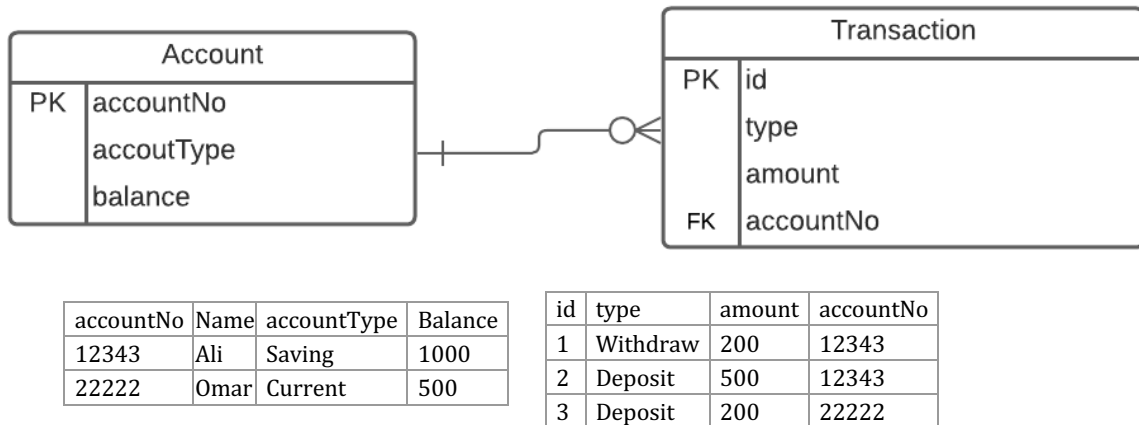 Account
PK accountNo
accoutType
balance
Transaction
PK id
type
amount
FK accountNo
accountNo Name accountType Balance
12343 Ali Saving 1000
22222 Omar Current 500
id type amount accountNo
1 Withdraw 200 12343
2 Deposit 500 12343
3 Deposit 200 22222